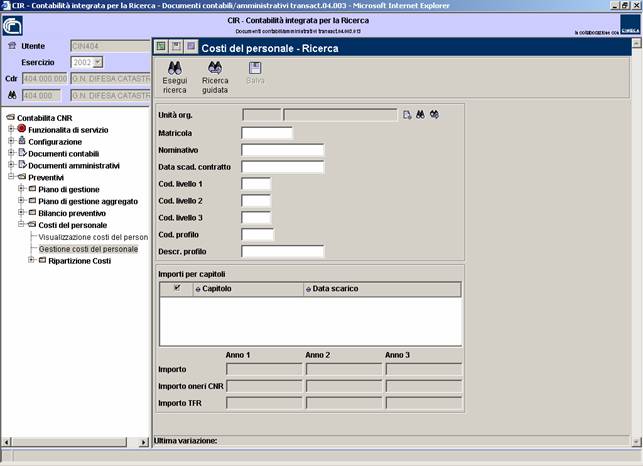 CIR - Contabilità integrata per la Ricerca - Documenti contabili/amministrativi transact.04.003 - Microsoft Internet Explorer
CIR - Contabilità integrata per la Ricerca
Documenti contabili/amministrativi transact.04.003.013
in collaborazione con CINECA
Utente CIN404
Esercizio 2002
Cdr 404.000.000 G.N. DIFESA CATASTR
404.000 G.N. DIFESA CATASTR
Contabilita CNR
Funzionalita di servizio
Configurazione
Documenti contabili
Documenti amministrativi
Preventivi
Piano di gestione
Piano di gestione aggregato
Bilancio preventivo
Costi del personale
Visualizzazione costi del person
Gestione costi del personale
Ripartizione Costi
Costi del personale - Ricerca
Esegui ricerca
Ricerca guidata
Salva
Unità org.
Matricola
Nominativo
Data scad. contratto
Cod. livello 1
Cod. livello 2
Cod. livello 3
Cod. profilo
Descr. profilo
Importi per capitoli
Capitolo Data scarico
Anno 1 Anno 2 Anno 3
Importo
Importo oneri CNR
Importo TFR
Ultima variazione: